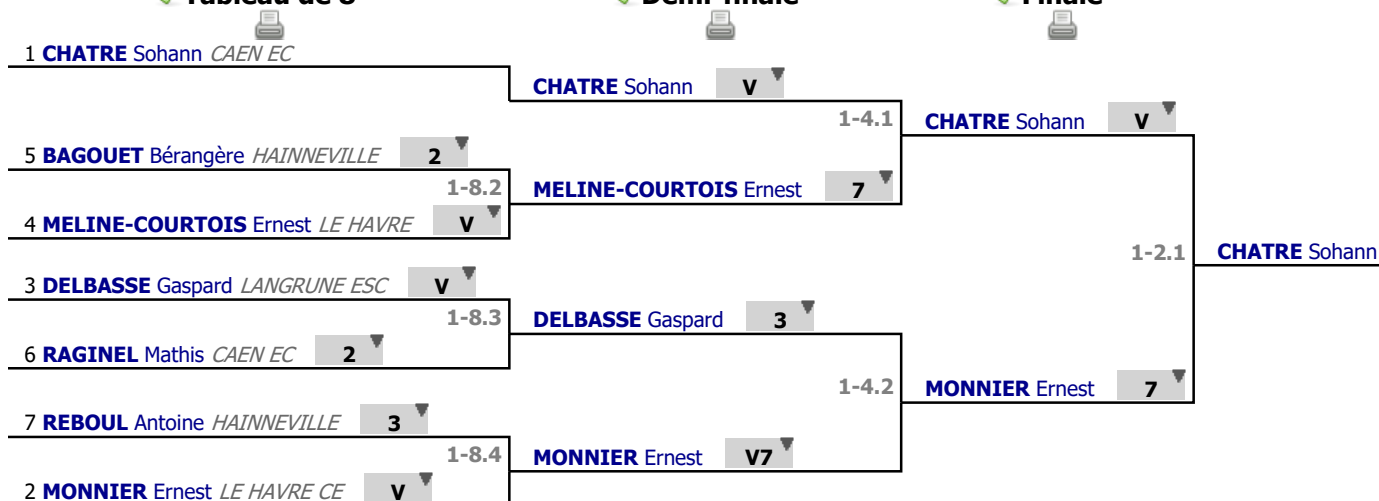 Tableau de 8
Demi-finale
Finale
1 CHATRE Sohann CAEN EC
CHATRE Sohann V
1-4.1
CHATRE Sohann V
5 BAGOUET Bérangère HAINNEVILLE 2
1-8.2
MELINE-COURTOIS Ernest 7
4 MELINE-COURTOIS Ernest LE HAVRE V
1-2.1
CHATRE Sohann
3 DELBASSE Gaspard LANGRUNE ESC V
1-8.3
DELBASSE Gaspard 3
6 RAGINEL Mathis CAEN EC 2
1-4.2
MONNIER Ernest 7
7 REBOUL Antoine HAINNEVILLE 3
1-8.4
MONNIER Ernest V7
2 MONNIER Ernest LE HAVRE CE V